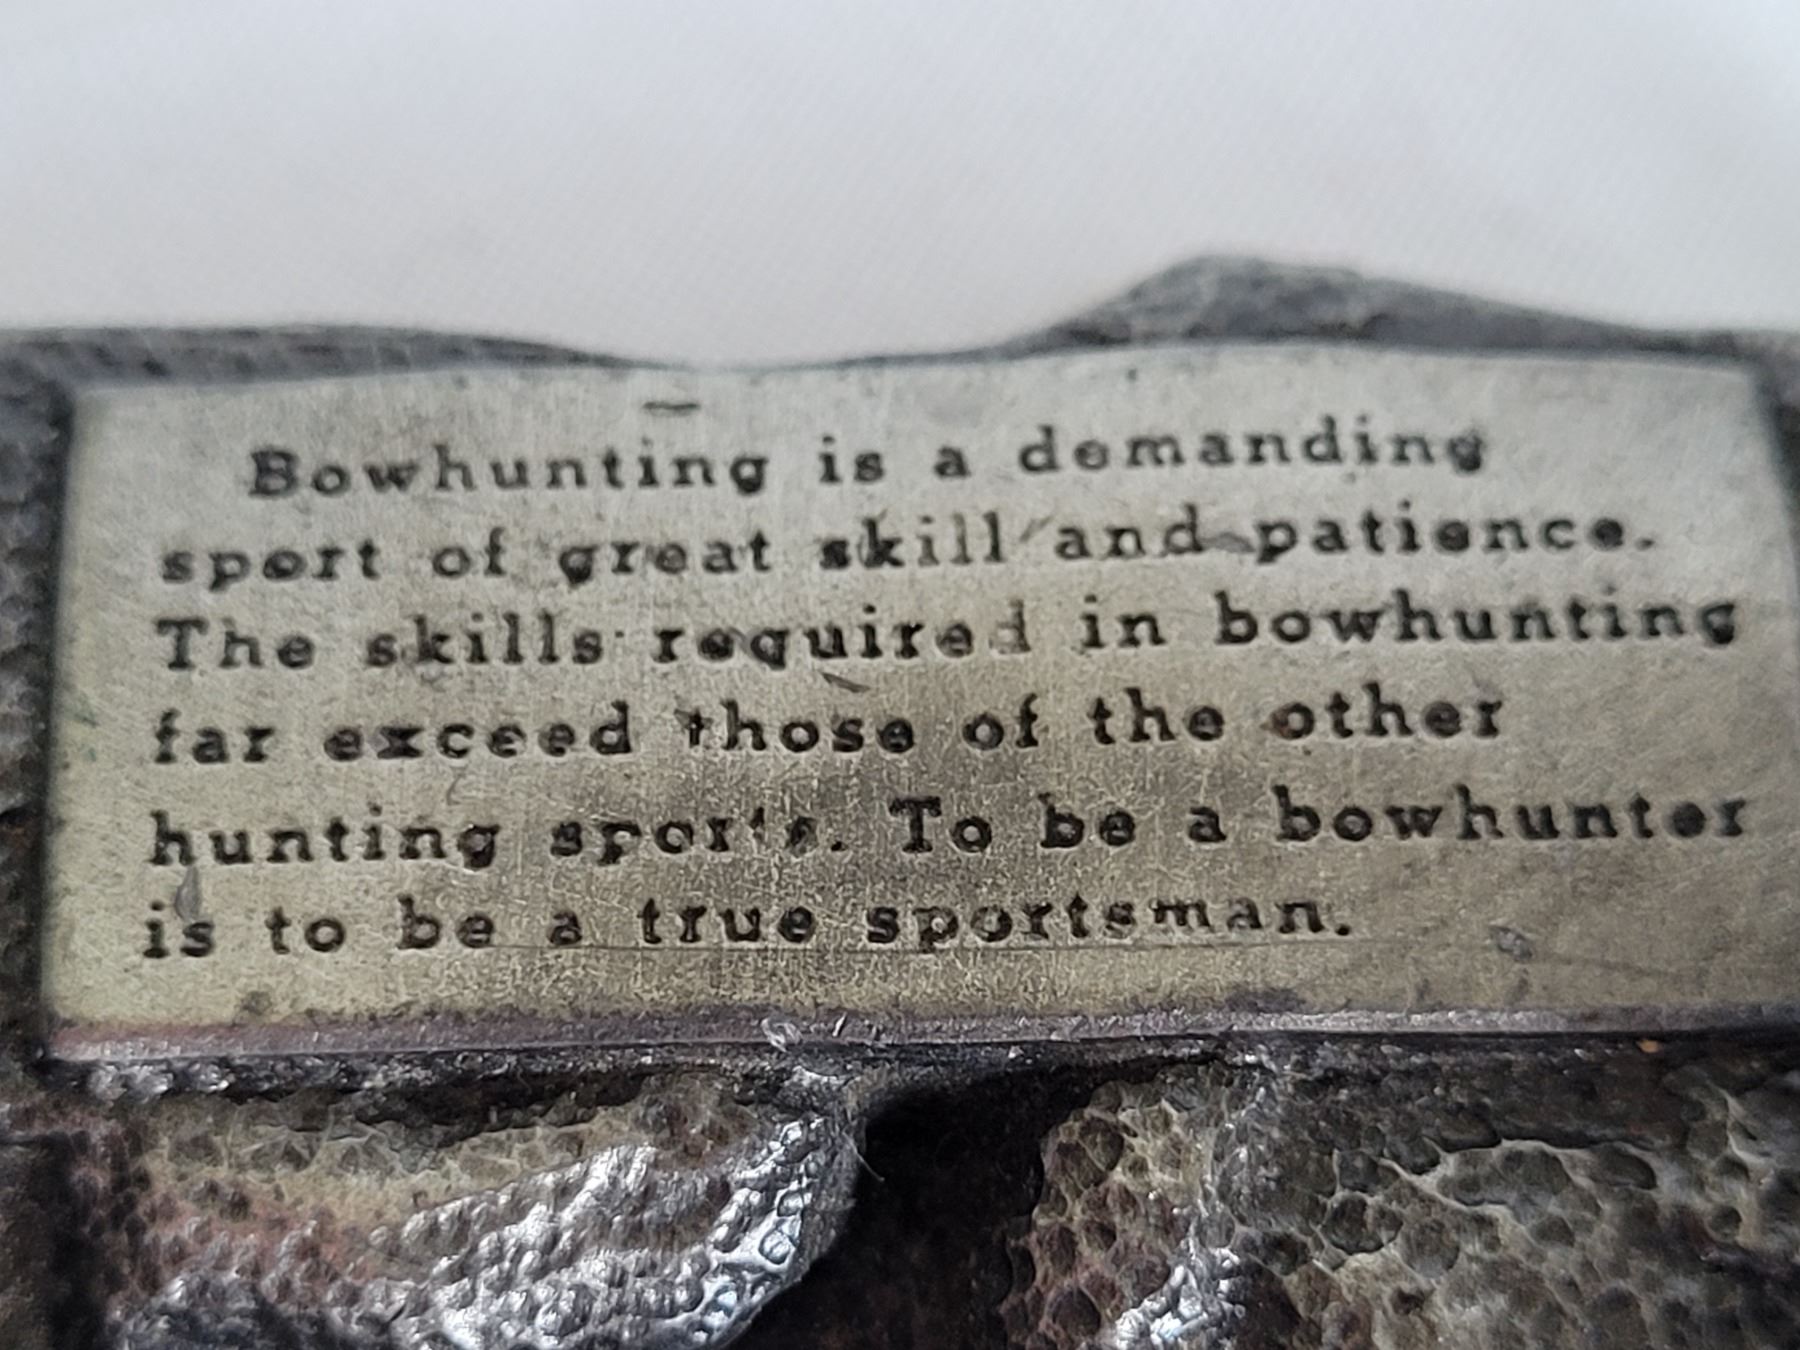 Bowhunting is a demanding
sport of great skill and patience.
The skills required in bowhunting
far exceed those of the other
hunting sports. To be a bowhunter
is to be a true sportsman.